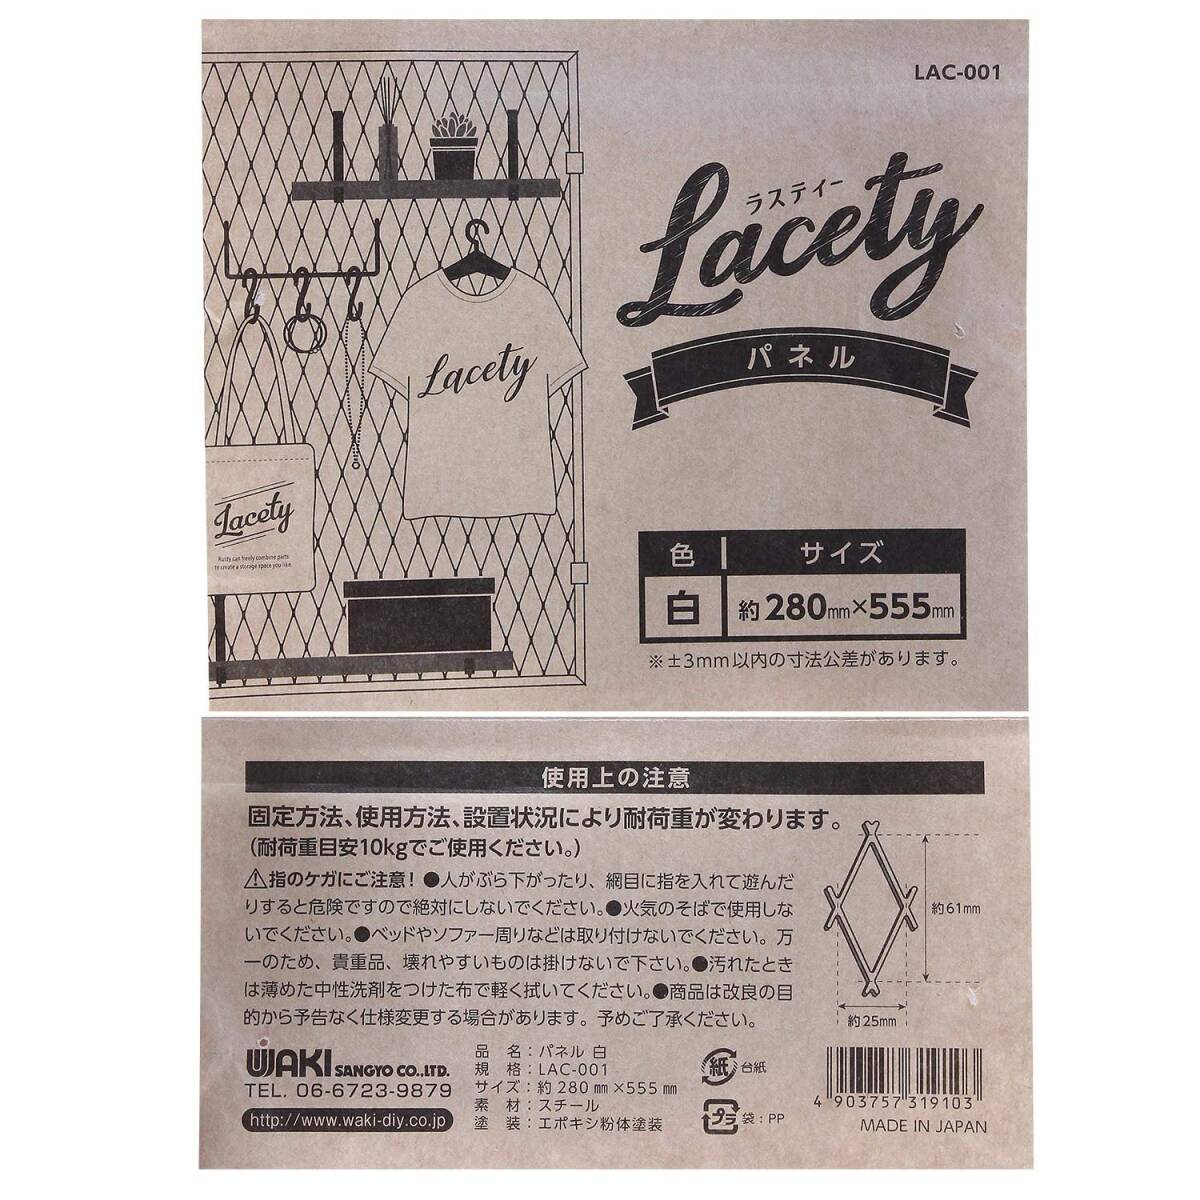 LAC-001
ラスティー
Lacety
パネル
Lacety
Lacety
Rusty can freely combine parts
to create a storage space you like.
色 サイズ
白 約280mm×555mm
※±3mm以内の寸法公差があります。
使用上の注意
固定方法、使用方法、設置状況により耐荷重が変わります。
(耐荷重目安10kgでご使用ください。)
⚠指のケガにご注意！●人がぶら下がったり、網目に指を入れて遊んだ
りすると危険ですので絶対にしないでください。●火気のそばで使用しな
いでください。●ベッドやソファー周りなどは取り付けないでください。万
一のため、貴重品、壊れやすいものは掛けないで下さい。●汚れたとき
は薄めた中性洗剤をつけた布で軽く拭いてください。●商品は改良の目
的から予告なく仕様変更する場合があります。予めご了承ください。
約61mm
約25mm
WAKI SANGYO CO.,LTD.
TEL. 06-6723-9879
http://www.waki-diy.co.jp
品 名：パネル 白
規 格：LAC-001
サイズ：約280㎜×555㎜
素 材：スチール
塗 装：エポキシ粉体塗装
紙 台紙
プラ 袋：PP
4 903757 319103
MADE IN JAPAN